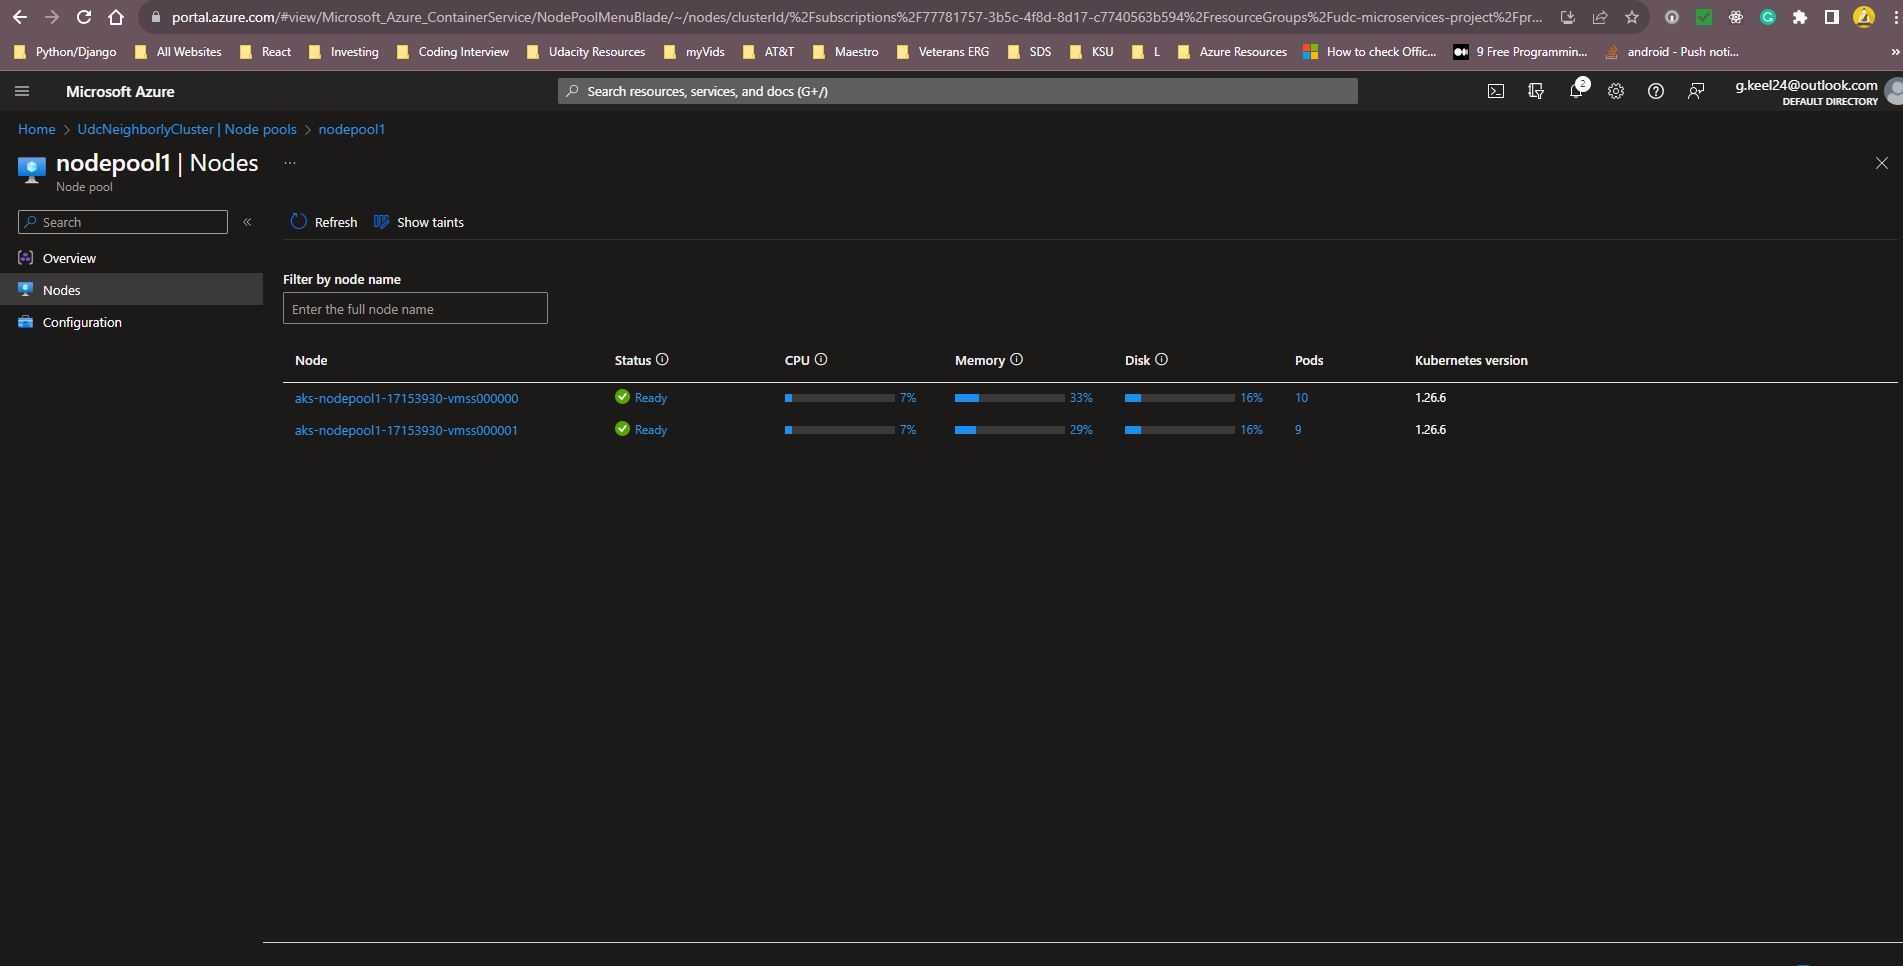 portal.azure.com/#view/Microsoft_Azure_ContainerService/NodePoolMenuBlade/~/nodes/clusterId/%2Fsubscriptions%2F77781757-3b5c-4f8d-8d17-c7740563b594%2FresourceGroups%2Fudc-microservices-project%2Fpr...
Python/Django All Websites React Investing Coding Interview Udacity Resources myVids AT&T Maestro Veterans ERG SDS KSU L Azure Resources How to check Offic... 9 Free Programmin... android - Push noti... »
Microsoft Azure
Search resources, services, and docs (G+/)
2
g.keel24@outlook.com
DEFAULT DIRECTORY
Home > UdcNeighborlyCluster | Node pools > nodepool1
nodepool1 | Nodes ...
Node pool
Search «
Refresh Show taints
Overview
Nodes
Configuration
Filter by node name
Enter the full node name
Node Status CPU Memory Disk Pods Kubernetes version
aks-nodepool1-17153930-vmss000000 Ready 7% 33% 16% 10 1.26.6
aks-nodepool1-17153930-vmss000001 Ready 7% 29% 16% 9 1.26.6